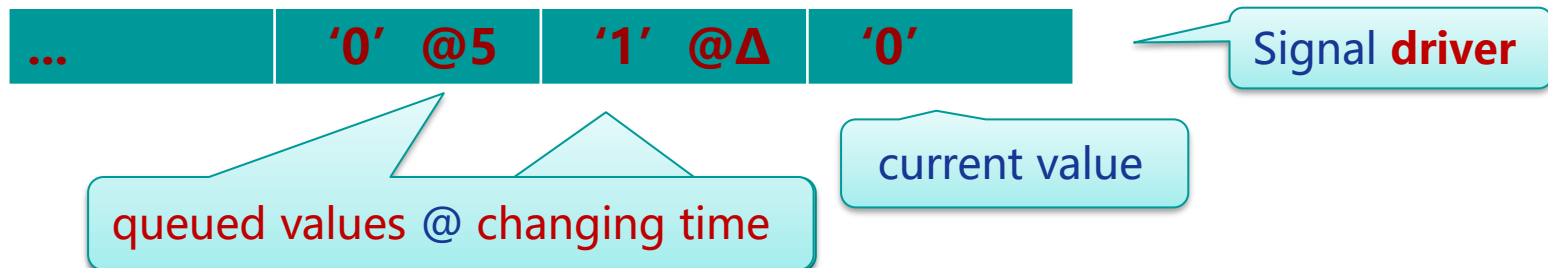 ... ‘0’ @5 ‘1’ @Δ ‘0’
Signal driver
current value
queued values @ changing time